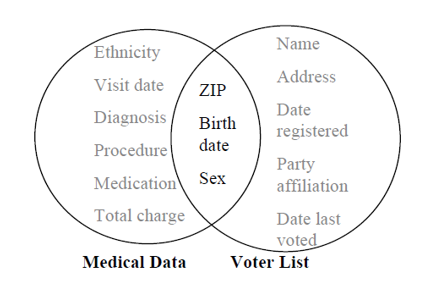 Ethnicity
Visit date
Diagnosis
Procedure
Medication
Total charge
ZIP
Birth
date
Sex
Name
Address
Date
registered
Party
affiliation
Date last
voted
Medical Data
Voter List